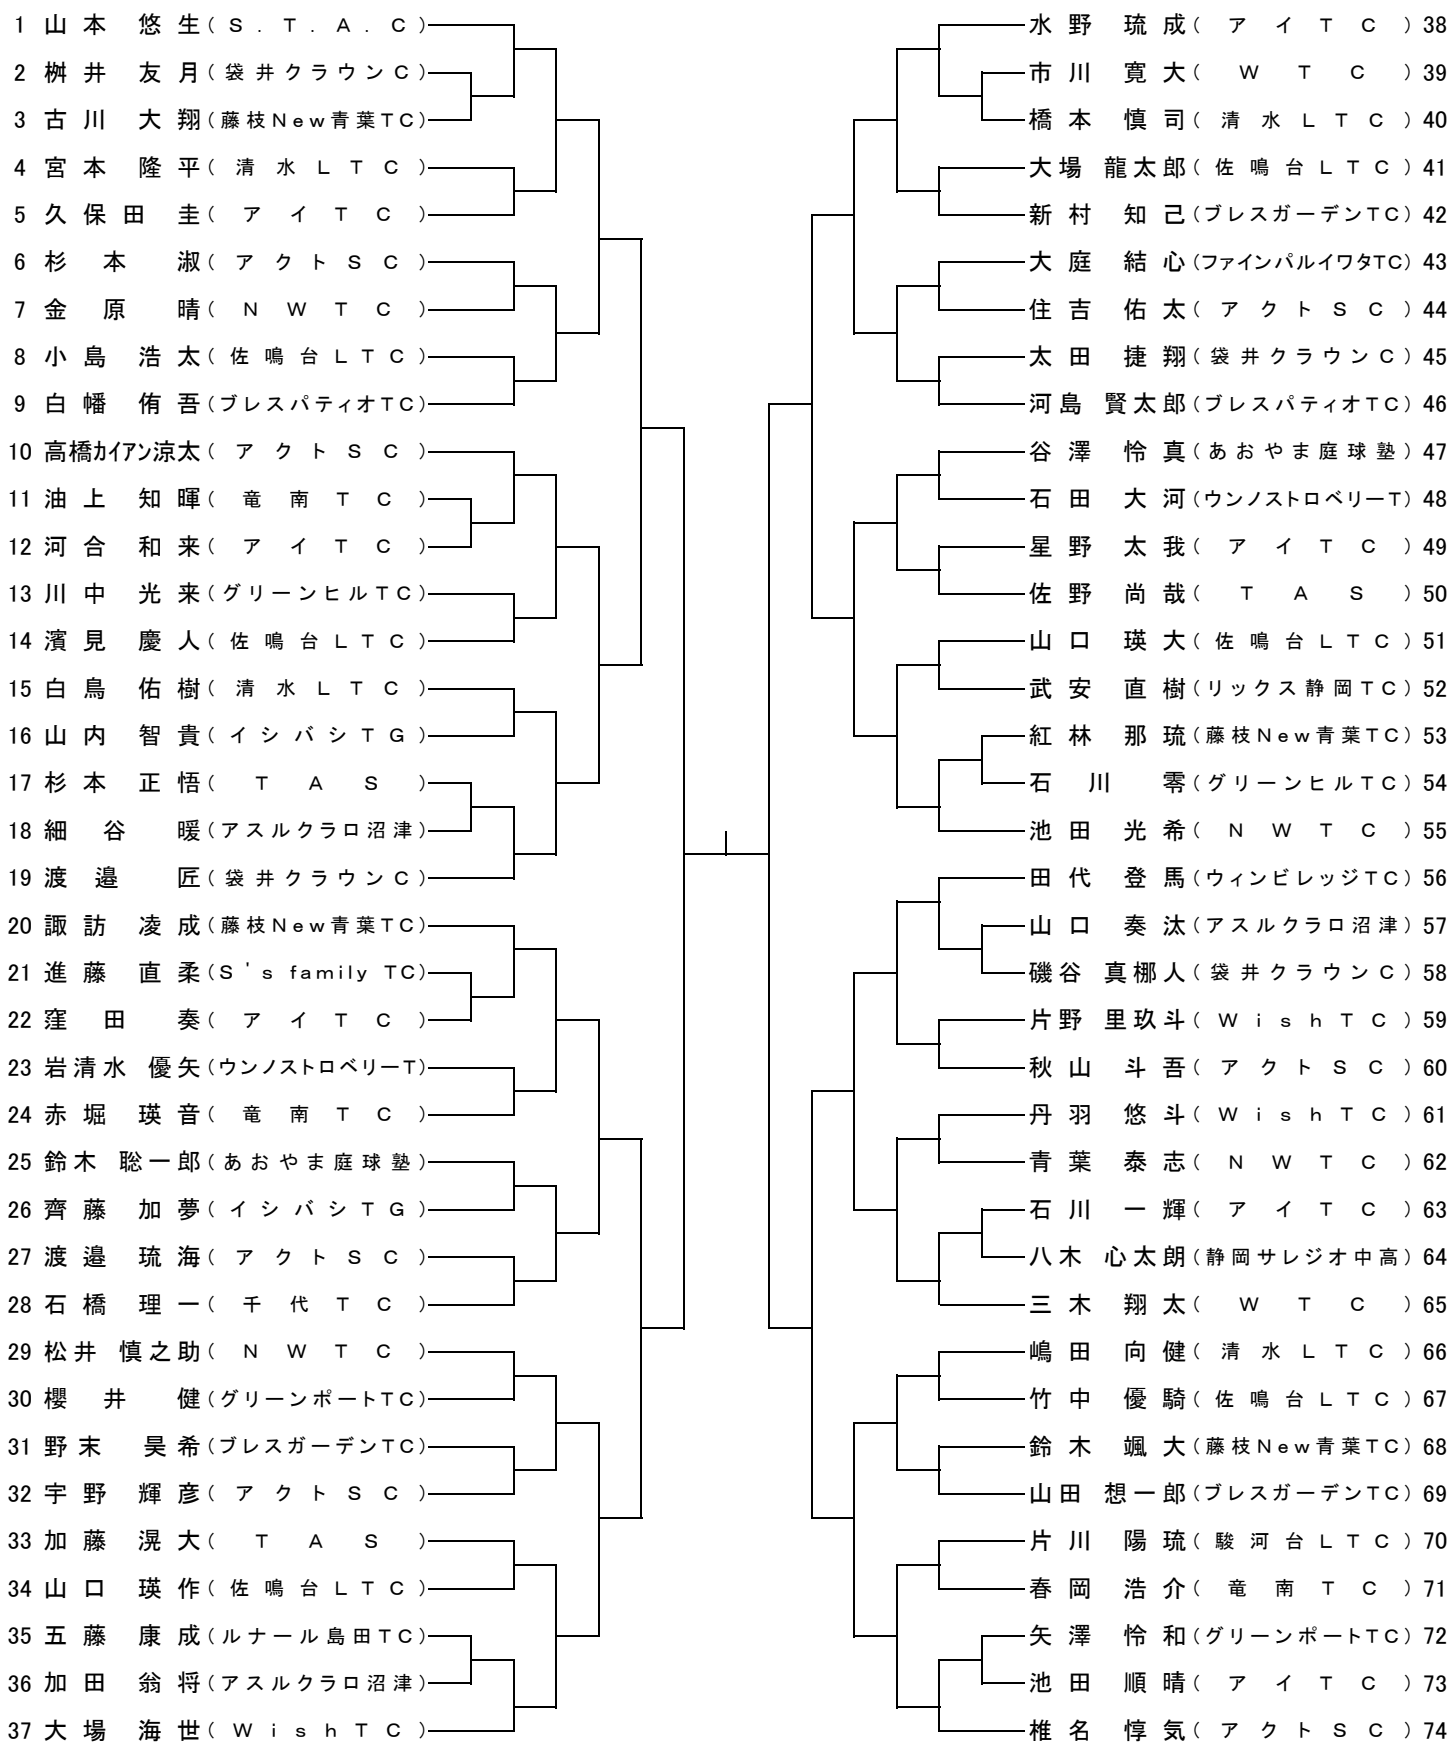 1 山本 悠生(S.T.A.C)
2 桝井 友月(袋井クラウンC)
3 古川 大翔(藤枝New青葉TC)
4 宮本 隆平(清水LTC)
5 久保田 圭(アイTC)
6 杉本 淑(アクトSC)
7 金原 晴(NWTC)
8 小島 浩太(佐鳴台LTC)
9 白幡 侑吾(ブレスパティオTC)
10 高橋カイアン涼太(アクトSC)
11 油上 知暉(竜南TC)
12 河合 和来(アイTC)
13 川中 光来(グリーンヒルTC)
14 濱見 慶人(佐鳴台LTC)
15 白鳥 佑樹(清水LTC)
16 山内 智貴(イシバシTG)
17 杉本 正悟(TAS)
18 細谷 暖(アスルクラロ沼津)
19 渡邉 匠(袋井クラウンC)
20 諏訪 凌成(藤枝New青葉TC)
21 進藤 直柔(S's family TC)
22 窪田 奏(アイTC)
23 岩清水 優矢(ウンノストロベリーT)
24 赤堀 瑛音(竜南TC)
25 鈴木 聡一郎(あおやま庭球塾)
26 齊藤 加夢(イシバシTG)
27 渡邉 琉海(アクトSC)
28 石橋 理一(千代TC)
29 松井 慎之助(NWTC)
30 櫻井 健(グリーンポートTC)
31 野末 昊希(ブレスガーデンTC)
32 宇野 輝彦(アクトSC)
33 加藤 滉大(TAS)
34 山口 瑛作(佐鳴台LTC)
35 五藤 康成(ルナール島田TC)
36 加田 翁将(アスルクラロ沼津)
37 大場 海世(WishTC)
水野 琉成(アイTC) 38
市川 寛大(WTC) 39
橋本 慎司(清水LTC) 40
大場 龍太郎(佐鳴台LTC) 41
新村 知己(ブレスガーデンTC) 42
大庭 結心(ファインパルイワタTC) 43
住吉 佑太(アクトSC) 44
太田 捷翔(袋井クラウンC) 45
河島 賢太郎(ブレスパティオTC) 46
谷澤 怜真(あおやま庭球塾) 47
石田 大河(ウンノストロベリーT) 48
星野 太我(アイTC) 49
佐野 尚哉(TAS) 50
山口 瑛大(佐鳴台LTC) 51
武安 直樹(リックス静岡TC) 52
紅林 那琉(藤枝New青葉TC) 53
石川 零(グリーンヒルTC) 54
池田 光希(NWTC) 55
田代 登馬(ウィンビレッジTC) 56
山口 奏汰(アスルクラロ沼津) 57
磯谷 真梛人(袋井クラウンC) 58
片野 里玖斗(WishTC) 59
秋山 斗吾(アクトSC) 60
丹羽 悠斗(WishTC) 61
青葉 泰志(NWTC) 62
石川 一輝(アイTC) 63
八木 心太朗(静岡サレジオ中高) 64
三木 翔太(WTC) 65
嶋田 向健(清水LTC) 66
竹中 優騎(佐鳴台LTC) 67
鈴木 颯大(藤枝New青葉TC) 68
山田 想一郎(ブレスガーデンTC) 69
片川 陽琉(駿河台LTC) 70
春岡 浩介(竜南TC) 71
矢澤 怜和(グリーンポートTC) 72
池田 順晴(アイTC) 73
椎名 惇気(アクトSC) 74